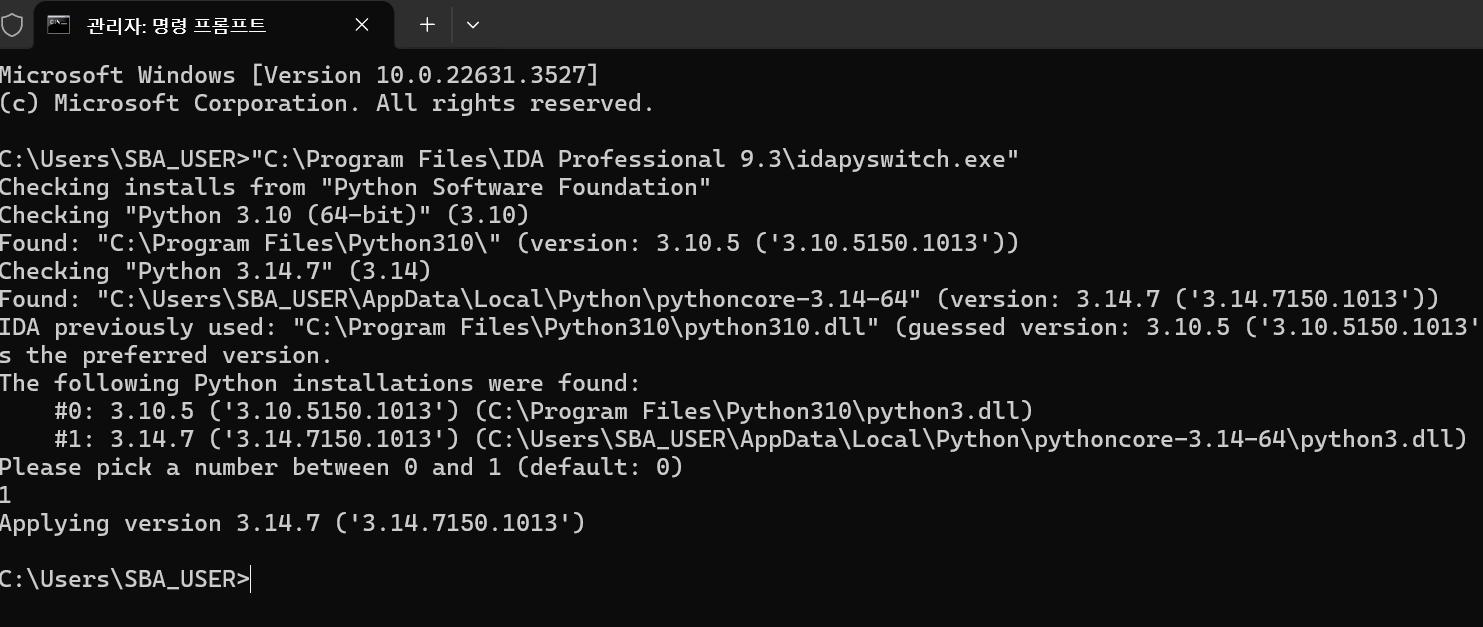 관리자: 명령 프롬프트
Microsoft Windows [Version 10.0.22631.3527]
(c) Microsoft Corporation. All rights reserved.
C:\Users\SBA_USER>"C:\Program Files\IDA Professional 9.3\idapyswitch.exe"
Checking installs from "Python Software Foundation"
Checking "Python 3.10 (64-bit)" (3.10)
Found: "C:\Program Files\Python310\" (version: 3.10.5 ('3.10.5150.1013'))
Checking "Python 3.14.7" (3.14)
Found: "C:\Users\SBA_USER\AppData\Local\Python\pythoncore-3.14-64" (version: 3.14.7 ('3.14.7150.1013'))
IDA previously used: "C:\Program Files\Python310\python310.dll" (guessed version: 3.10.5 ('3.10.5150.1013'
s the preferred version.
The following Python installations were found:
    #0: 3.10.5 ('3.10.5150.1013') (C:\Program Files\Python310\python3.dll)
    #1: 3.14.7 ('3.14.7150.1013') (C:\Users\SBA_USER\AppData\Local\Python\pythoncore-3.14-64\python3.dll)
Please pick a number between 0 and 1 (default: 0)
1
Applying version 3.14.7 ('3.14.7150.1013')
C:\Users\SBA_USER>